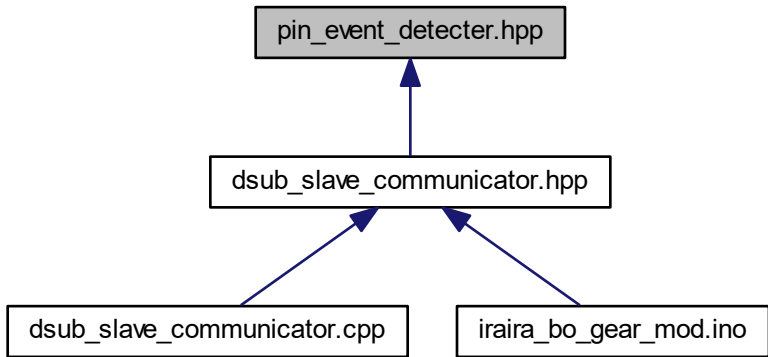 pin_event_detecter.hpp
dsub_slave_communicator.hpp
dsub_slave_communicator.cpp
iraira_bo_gear_mod.ino